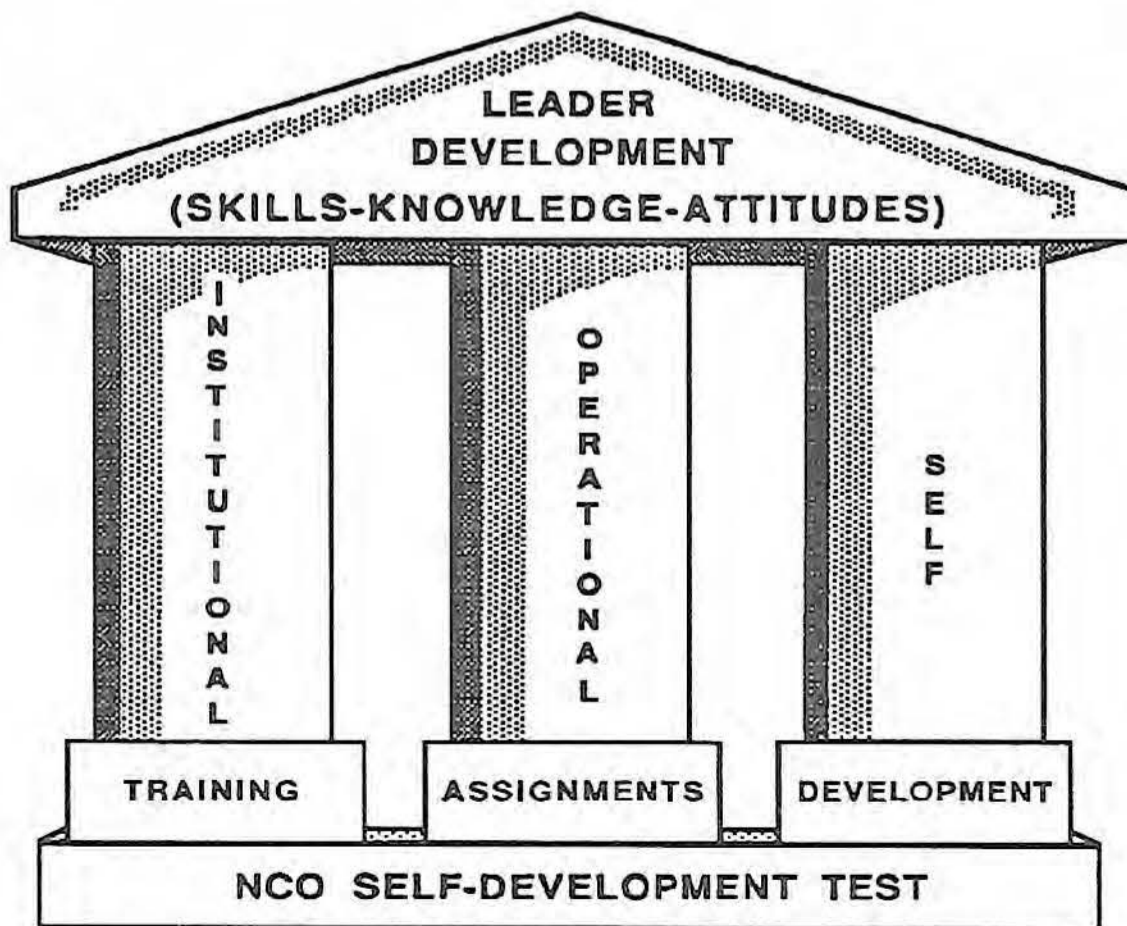 LEADER
DEVELOPMENT
(SKILLS-KNOWLEDGE-ATTITUDES)
INSTITUTIONAL
TRAINING
OPERATIONAL
ASSIGNMENTS
SELF
DEVELOPMENT
NCO SELF-DEVELOPMENT TEST